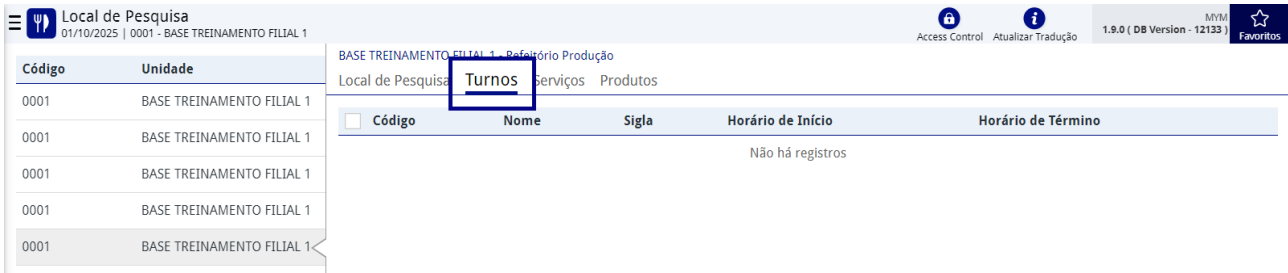 Local de Pesquisa
01/10/2025 | 0001 - BASE TREINAMENTO FILIAL 1
Access Control
Atualizar Tradução
MYM
1.9.0 ( DB Version - 12133 )
Favoritos
Código Unidade
0001 BASE TREINAMENTO FILIAL 1
0001 BASE TREINAMENTO FILIAL 1
0001 BASE TREINAMENTO FILIAL 1
0001 BASE TREINAMENTO FILIAL 1
0001 BASE TREINAMENTO FILIAL 1
BASE TREINAMENTO FILIAL 1 - Refeitório Produção
Local de Pesquisa Turnos Serviços Produtos
Código Nome Sigla Horário de Início Horário de Término
Não há registros